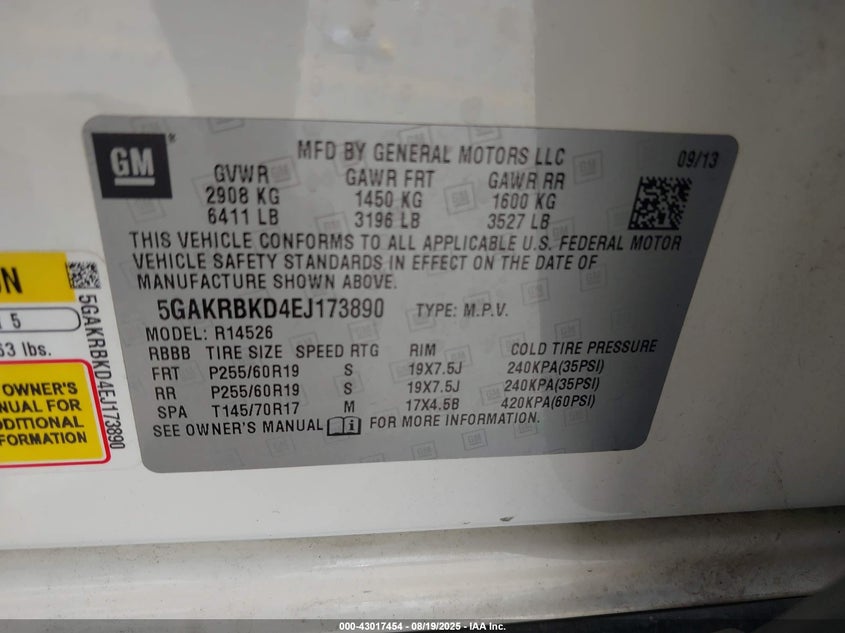 GM
®
MFD BY GENERAL MOTORS LLC
09/13
GVWR GAWR FRT GAWR RR
2908 KG 1450 KG 1600 KG
6411 LB 3196 LB 3527 LB
THIS VEHICLE CONFORMS TO ALL APPLICABLE U.S. FEDERAL MOTOR
VEHICLE SAFETY STANDARDS IN EFFECT ON THE DATE OF
MANUFACTURE SHOWN ABOVE.
5GAKRBKD4EJ173890 TYPE: M.P.V.
MODEL: R14526
RBBB TIRE SIZE SPEED RTG RIM COLD TIRE PRESSURE
FRT P255/60R19 S 19X7.5J 240KPA(35PSI)
RR P255/60R19 S 19X7.5J 240KPA(35PSI)
SPA T145/70R17 M 17X4.5B 420KPA(60PSI)
SEE OWNER'S MANUAL i FOR MORE INFORMATION.
5
lbs.
OWNER'S
FOR
5GAKRBKD4EJ173890
000-43017454 - 08/19/2025 - IAA Inc.